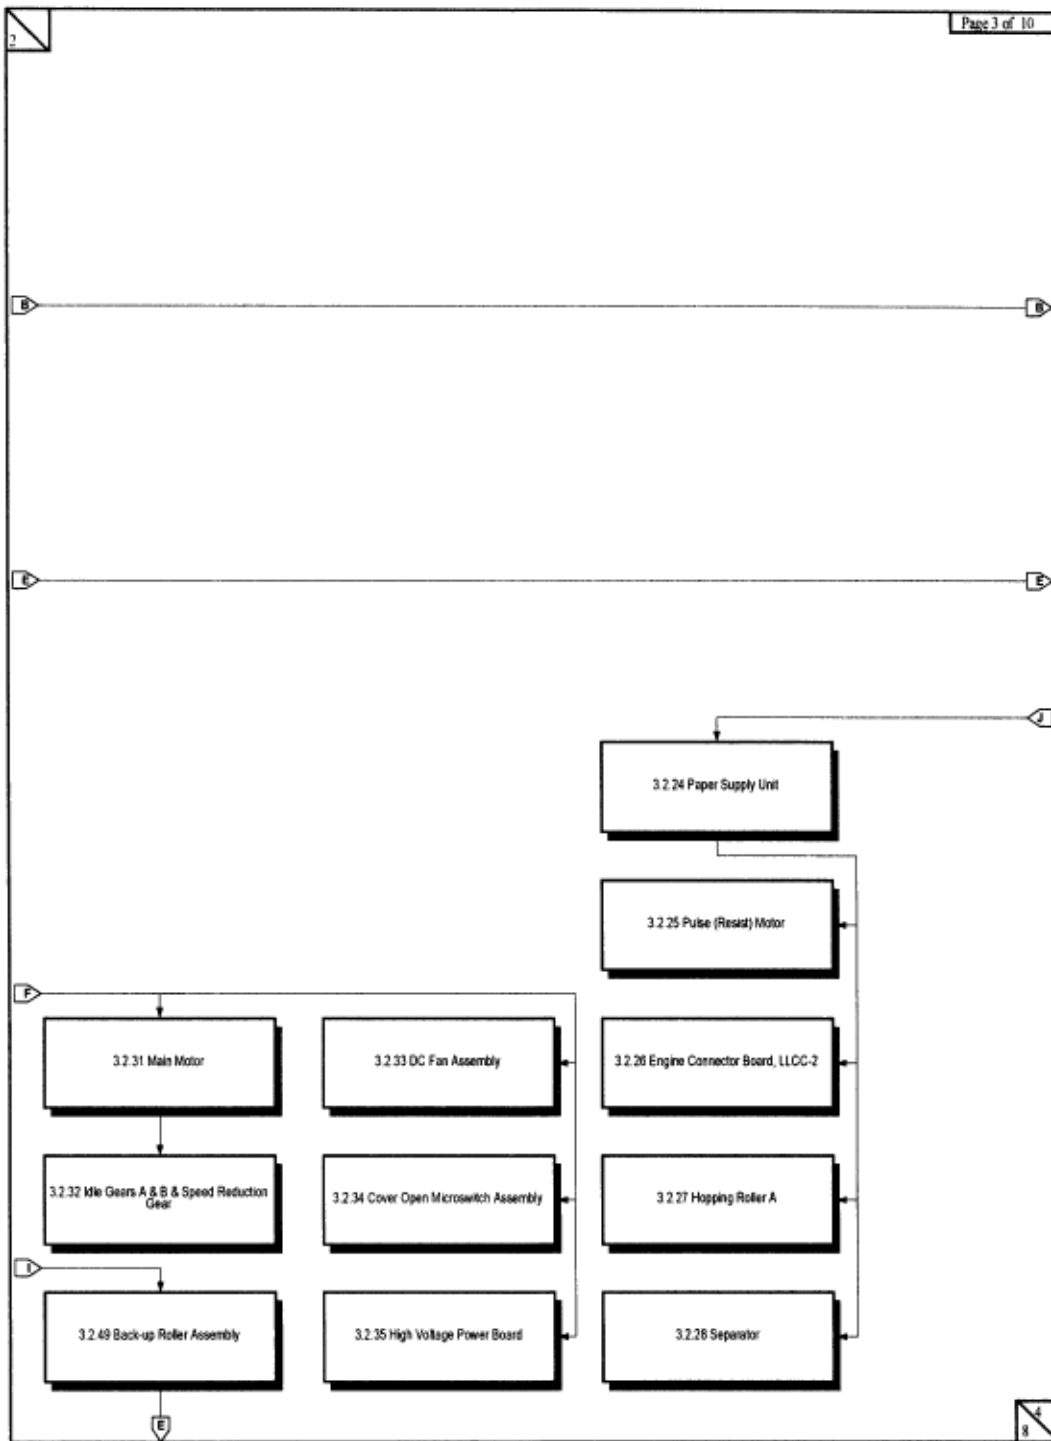 2
Page 3 of 10
B
B
E
E
J
3.2.24 Paper Supply Unit
3.2.25 Pulse (Resist) Motor
F
3.2.31 Main Motor
3.2.33 DC Fan Assembly
3.2.26 Engine Connector Board, LLCC-2
3.2.32 Idle Gears A & B & Speed Reduction
Gear
3.2.34 Cover Open Microswitch Assembly
3.2.27 Hopping Roller A
I
3.2.49 Back-up Roller Assembly
3.2.35 High Voltage Power Board
3.2.28 Separator
E
4
8